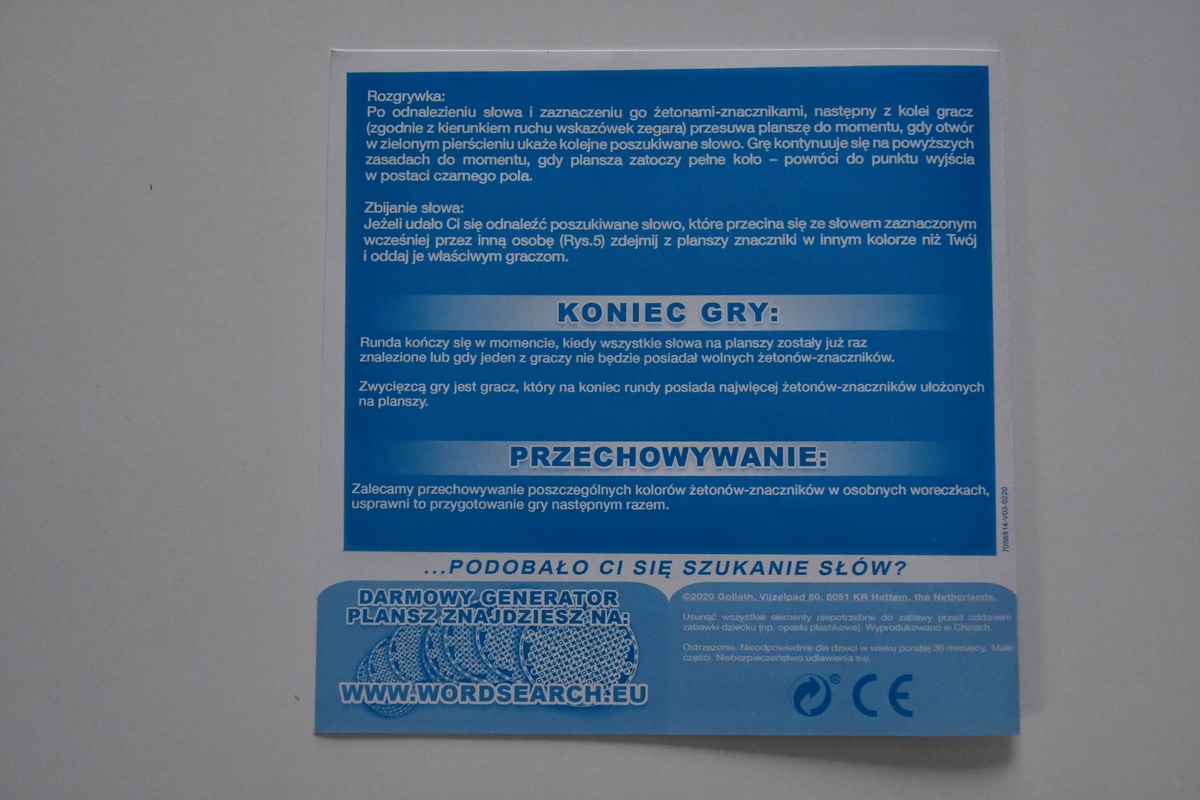 Rozgrywka:
Po odnalezieniu słowa i zaznaczeniu go żetonami-znacznikami, następny z kolei gracz
(zgodnie z kierunkiem ruchu wskazówek zegara) przesuwa planszę do momentu, gdy otwór
w zielonym pierścieniu ukaże kolejne poszukiwane słowo. Grę kontynuuje się na powyższych
zasadach do momentu, gdy plansza zatoczy pełne koło – powróci do punktu wyjścia
w postaci czarnego pola.
Zbijanie słowa:
Jeżeli udało Ci się odnaleźć poszukiwane słowo, które przecina się ze słowem zaznaczonym
wcześniej przez inną osobę (Rys.5) zdejmij z planszy znaczniki w innym kolorze niż Twój
i oddaj je właściwym graczom.
KONIEC GRY:
Runda kończy się w momencie, kiedy wszystkie słowa na planszy zostały już raz
znalezione lub gdy jeden z graczy nie będzie posiadał wolnych żetonów-znaczników.
Zwycięzcą gry jest gracz, który na koniec rundy posiada najwięcej żetonów-znaczników ułożonych
na planszy.
PRZECHOWYWANIE:
Zalecamy przechowywanie poszczególnych kolorów żetonów-znaczników w osobnych woreczkach,
usprawni to przygotowanie gry następnym razem.
7056814-V03-0220
...PODOBAŁO CI SIĘ SZUKANIE SŁÓW?
DARMOWY GENERATOR
PLANSZ ZNAJDZIESZ NA:
WWW.WORDSEARCH.EU
©2020 Goliath, Vijzelpad 80, 8051 KR Hattem, the Netherlands.
Usunąć wszystkie elementy niepotrzebne do zabawy przed oddaniem
zabawki dziecku (np. opaski plastikowe). Wyprodukowano w Chinach.
Ostrzeżenie. Nieodpowiednie dla dzieci w wieku poniżej 36 miesięcy. Małe
części. Niebezpieczeństwo udławienia się.
® CE